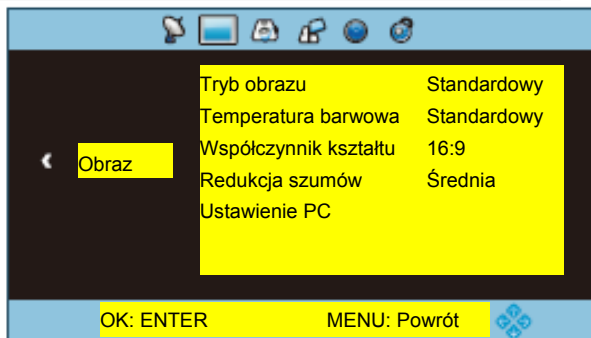 Tryb obrazu Standardowy
Temperatura barwowa Standardowy
Współczynnik kształtu 16:9
Obraz
Redukcja szumów Średnia
Ustawienie PC
OK: ENTER MENU: Powrót